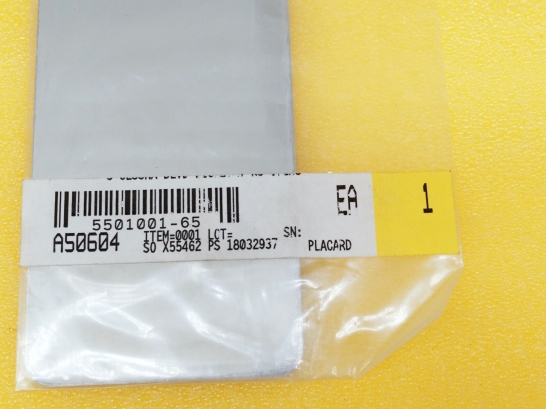 EA 1
5501001-65
A50604 ITEM=0001 LCT= SN:
SO X55462 PS 18032937 PLACARD